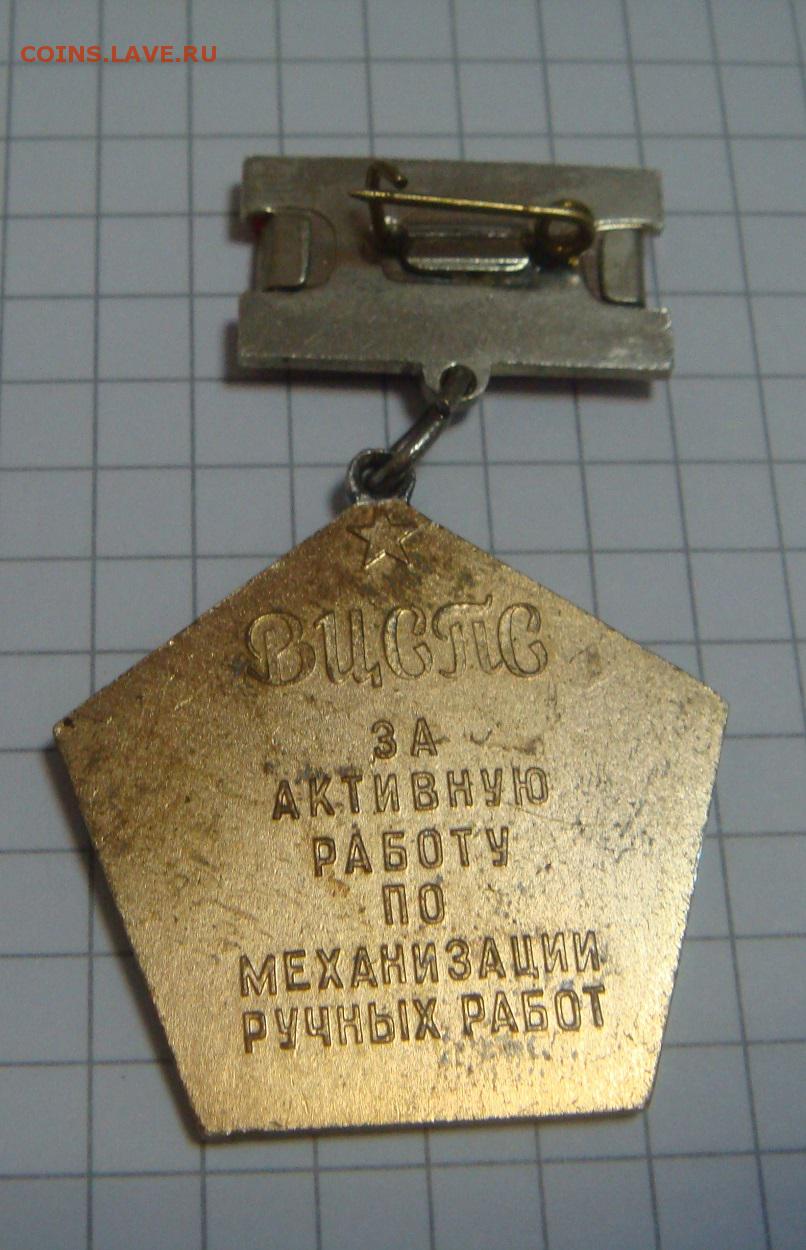 COINS.LAVE.RU
ВЦСПС
ЗА
АКТИВНУЮ
РАБОТУ
ПО
МЕХАНИЗАЦИИ
РУЧНЫХ РАБОТ